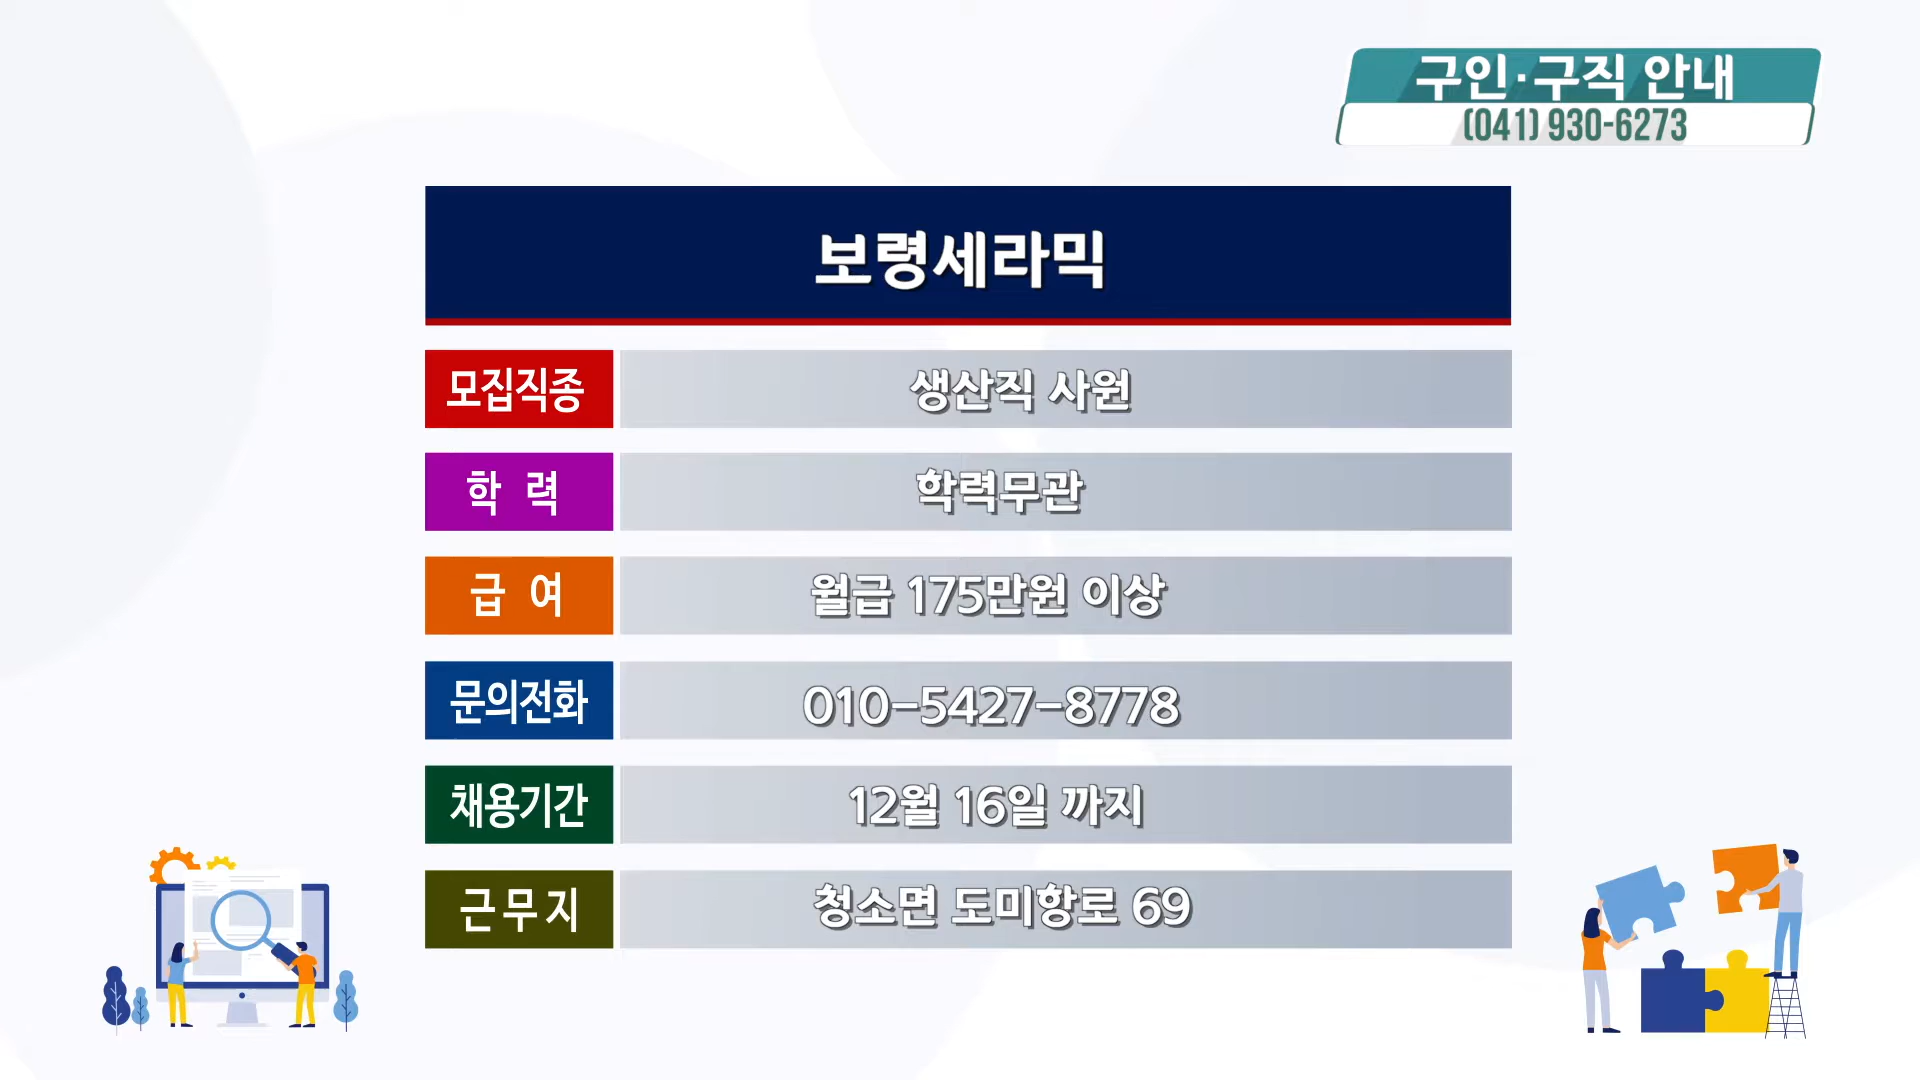 구인·구직 안내
(041) 930-6273
보령세라믹
모집직종 생산직 사원
학 력 학력무관
급 여 월급 175만원 이상
문의전화 010-5427-8778
채용기간 12월 16일 까지
근무지 청소면 도미항로 69